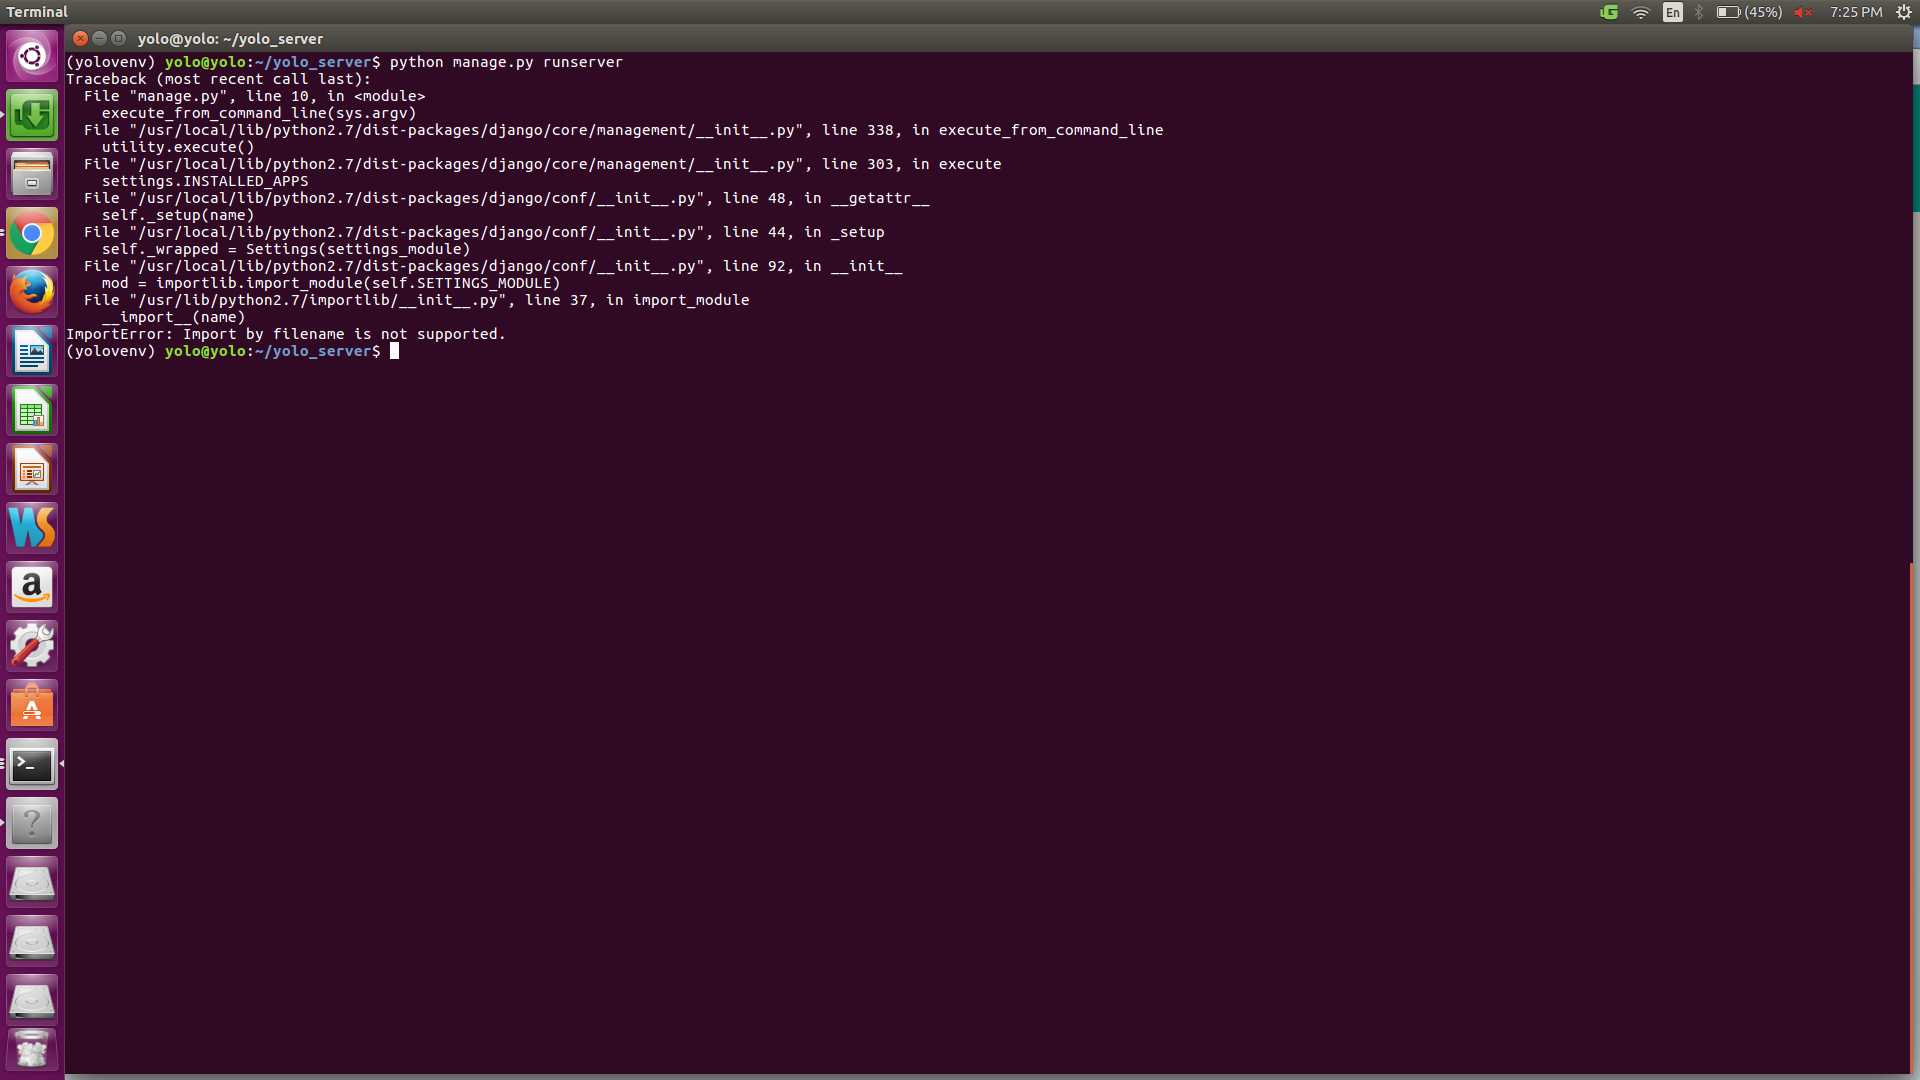 Terminal
En
(45%)
7:25 PM
yolo@yolo: ~/yolo_server
(yolovenv) yolo@yolo:~/yolo_server$ python manage.py runserver
Traceback (most recent call last):
  File "manage.py", line 10, in <module>
    execute_from_command_line(sys.argv)
  File "/usr/local/lib/python2.7/dist-packages/django/core/management/__init__.py", line 338, in execute_from_command_line
    utility.execute()
  File "/usr/local/lib/python2.7/dist-packages/django/core/management/__init__.py", line 303, in execute
    settings.INSTALLED_APPS
  File "/usr/local/lib/python2.7/dist-packages/django/conf/__init__.py", line 48, in __getattr__
    self._setup(name)
  File "/usr/local/lib/python2.7/dist-packages/django/conf/__init__.py", line 44, in _setup
    self._wrapped = Settings(settings_module)
  File "/usr/local/lib/python2.7/dist-packages/django/conf/__init__.py", line 92, in __init__
    mod = importlib.import_module(self.SETTINGS_MODULE)
  File "/usr/lib/python2.7/importlib/__init__.py", line 37, in import_module
    __import__(name)
ImportError: Import by filename is not supported.
(yolovenv) yolo@yolo:~/yolo_server$
WS
a
A
>_
?